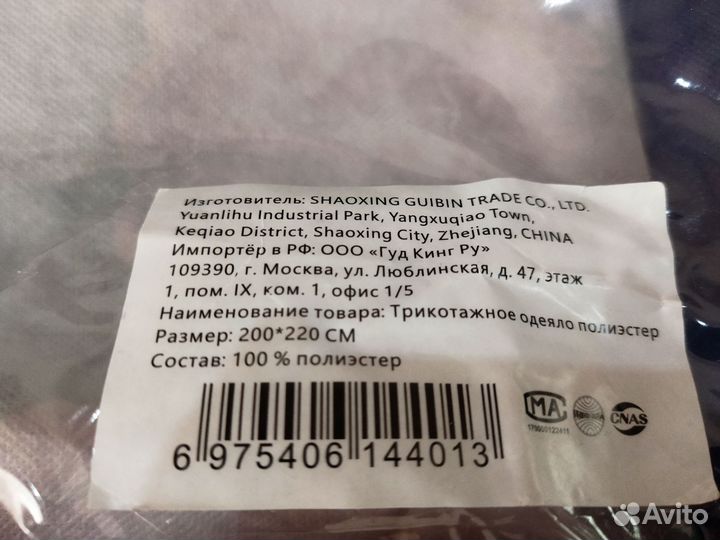 Изготовитель: SHAOXING GUIBIN TRADE CO., LTD.
Yuanlihu Industrial Park, Yangxuqiao Town,
Keqiao District, Shaoxing City, Zhejiang, CHINA
Импортёр в РФ: ООО «Гуд Кинг Ру»
109390, г. Москва, ул. Люблинская, д. 47, этаж
1, пом. IX, ком. 1, офис 1/5
Наименование товара: Трикотажное одеяло полиэстер
Размер: 200*220 СМ
Состав: 100 % полиэстер
6 975406 144013
MA
CNAS
Avito